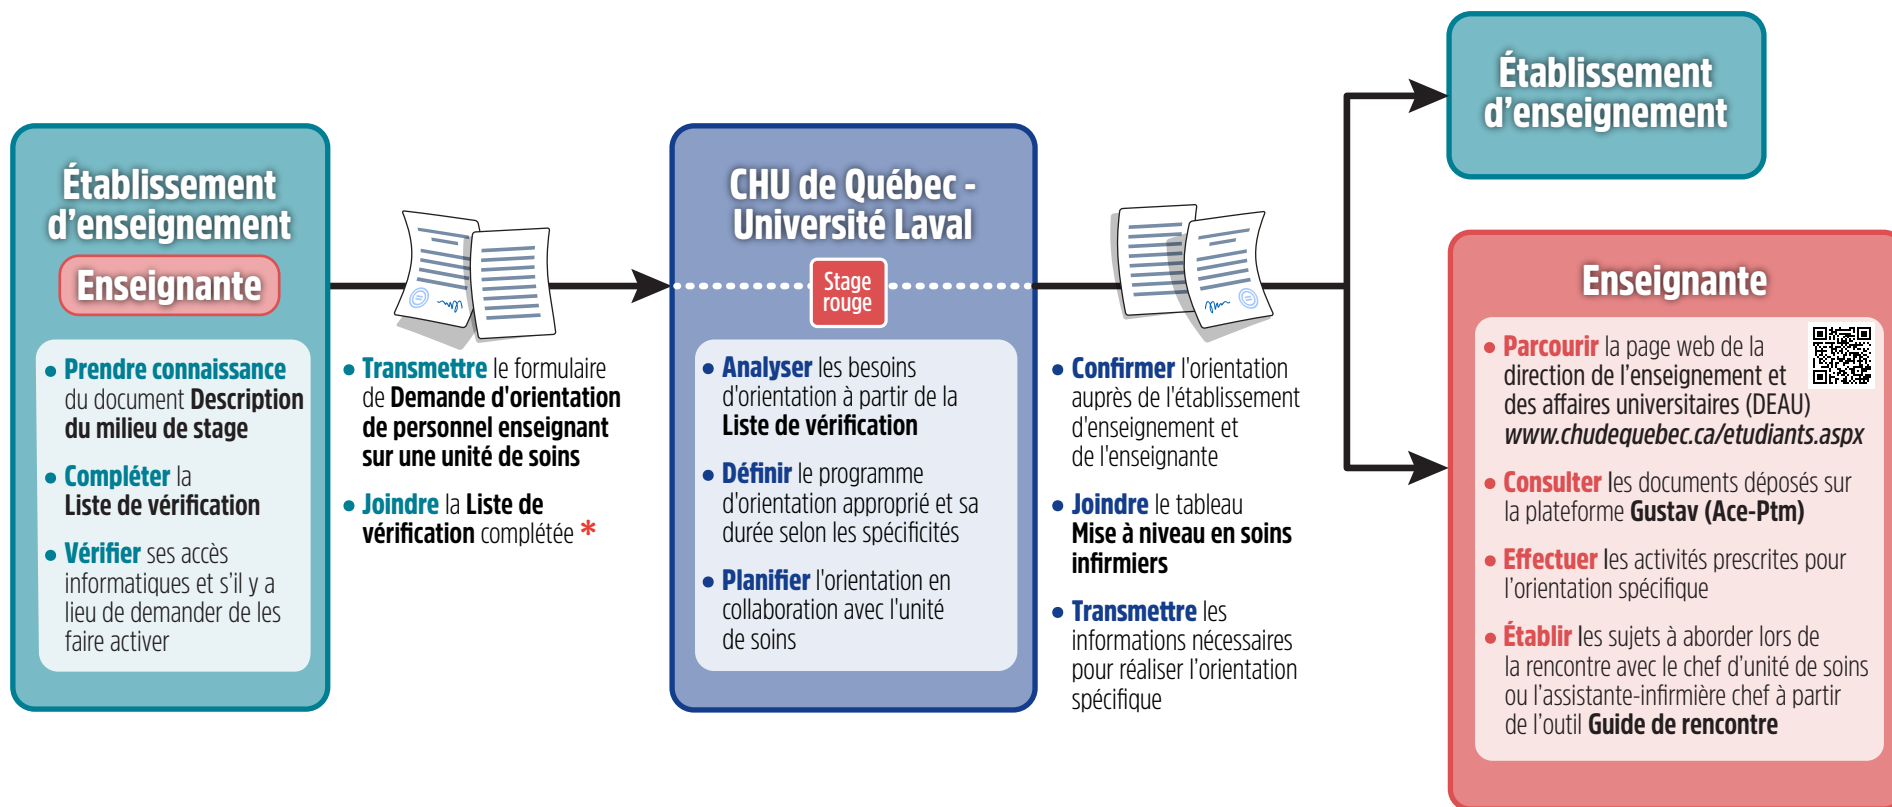 Établissement
d'enseignement
Enseignante
• Prendre connaissance
du document Description
du milieu de stage
• Compléter la
Liste de vérification
• Vérifier ses accès
informatiques et s'il y a
lieu de demander de les
faire activer
• Transmettre le formulaire
de Demande d'orientation
de personnel enseignant
sur une unité de soins
• Joindre la Liste de
vérification complétée *
CHU de Québec -
Université Laval
Stage
rouge
• Analyser les besoins
d'orientation à partir de la
Liste de vérification
• Définir le programme
d'orientation approprié et sa
durée selon les spécificités
• Planifier l'orientation en
collaboration avec l'unité
de soins
• Confirmer l'orientation
auprès de l'établissement
d'enseignement et
de l'enseignante
• Joindre le tableau
Mise à niveau en soins
infirmiers
• Transmettre les
informations nécessaires
pour réaliser l'orientation
spécifique
Établissement
d'enseignement
Enseignante
• Parcourir la page web de la
direction de l'enseignement et
des affaires universitaires (DEAU)
www.chudequebec.ca/etudiants.aspx
• Consulter les documents déposés sur
la plateforme Gustav (Ace-Ptm)
• Effectuer les activités prescrites pour
l'orientation spécifique
• Établir les sujets à aborder lors de
la rencontre avec le chef d'unité de soins
ou l'assistante-infirmière chef à partir
de l'outil Guide de rencontre